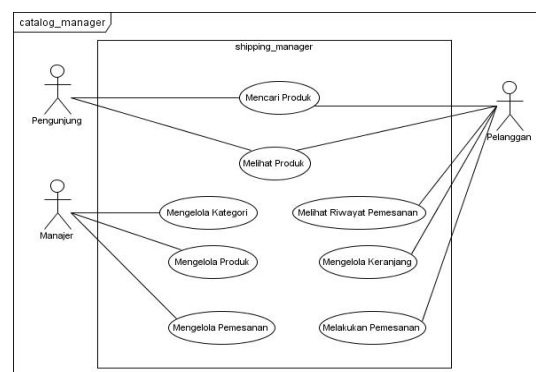 catalog_manager
shipping_manager
Mencari Produk
Pengunjung
Pelanggan
Melihat Produk
Mengelola Kategori
Melihat Riwayat Pemesanan
Manajer
Mengelola Produk
Mengelola Keranjang
Mengelola Pemesanan
Melakukan Pemesanan